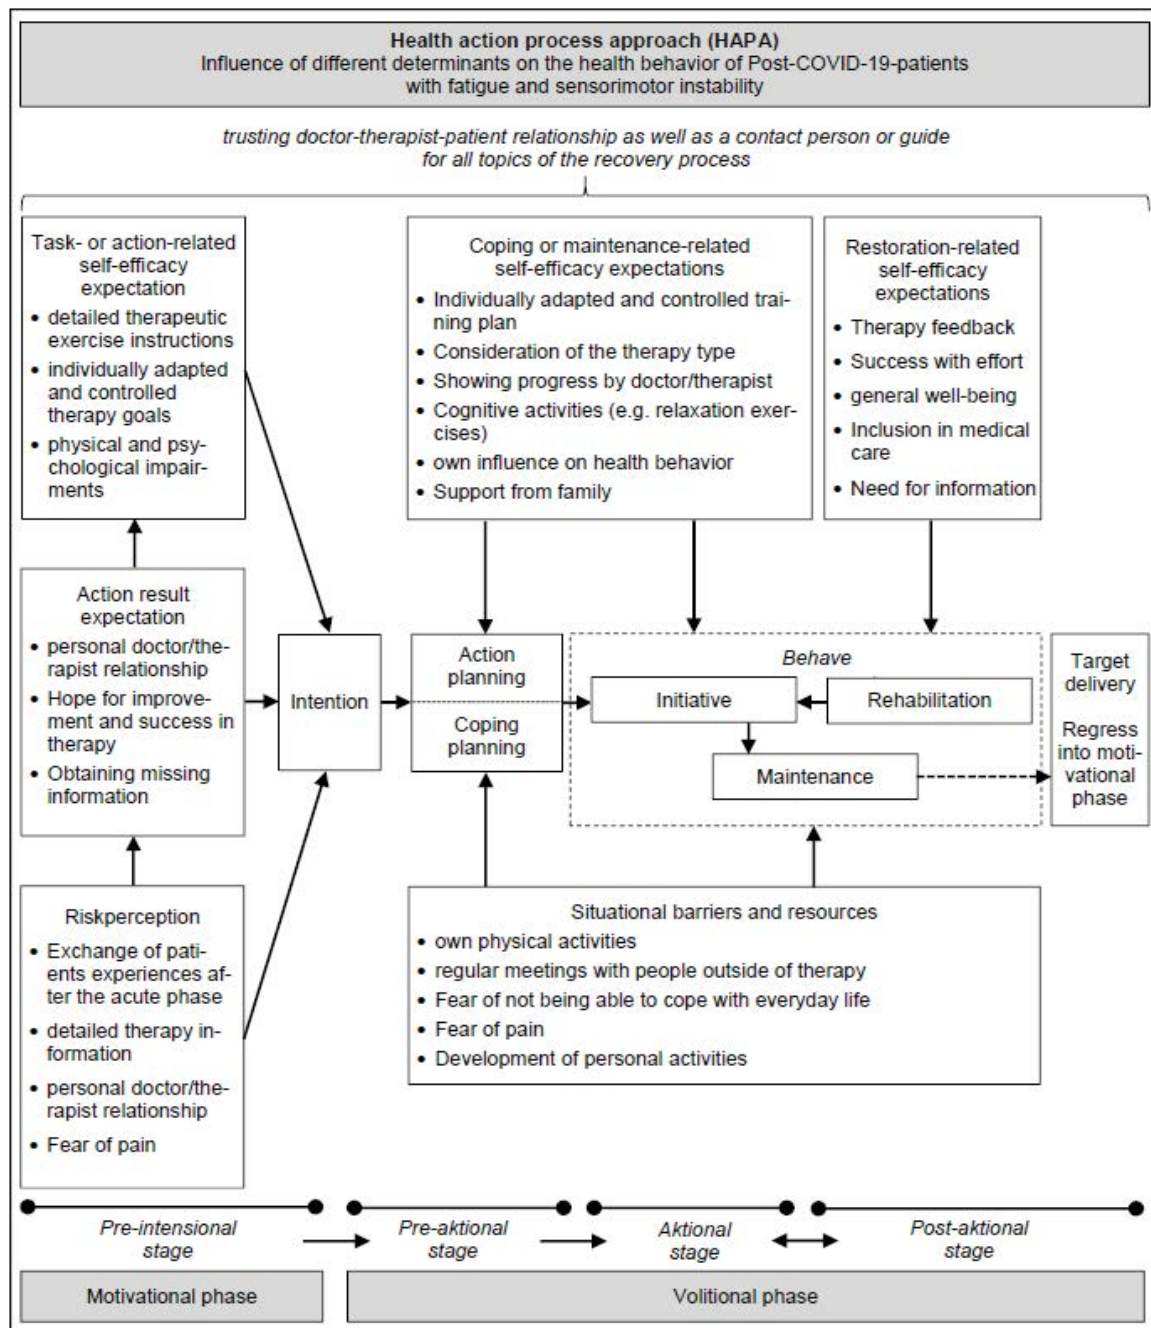 Health action process approach (HAPA)
Influence of different determinants on the health behavior of Post-COVID-19-patients
with fatigue and sensorimotor instability
trusting doctor-therapist-patient relationship as well as a contact person or guide
for all topics of the recovery process
Task- or action-related
self-efficacy
expectation
• detailed therapeutic
exercise instructions
• individually adapted
and controlled
therapy goals
• physical and psy-
chological impair-
ments
Coping or maintenance-related
self-efficacy expectations
• Individually adapted and controlled trai-
ning plan
• Consideration of the therapy type
• Showing progress by doctor/therapist
• Cognitive activities (e.g. relaxation exer-
cises)
• own influence on health behavior
• Support from family
Restoration-related
self-efficacy
expectations
• Therapy feedback
• Success with effort
• general well-being
• Inclusion in medical
care
• Need for information
Action result
expectation
• personal doctor/the-
rapist relationship
• Hope for improve-
ment and success in
therapy
• Obtaining missing
information
Intention
Action
planning
Coping
planning
Behave
Initiative
Rehabilitation
Maintenance
Target
delivery
Regress
into moti-
vational
phase
Riskperception
• Exchange of pati-
ents experiences af-
ter the acute phase
• detailed therapy in-
formation
• personal doctor/the-
rapist relationship
• Fear of pain
Situational barriers and resources
• own physical activities
• regular meetings with people outside of therapy
• Fear of not being able to cope with everyday life
• Fear of pain
• Development of personal activities
Pre-intensional
stage
Pre-aktional
stage
Aktional
stage
Post-aktional
stage
Motivational phase
Volitional phase